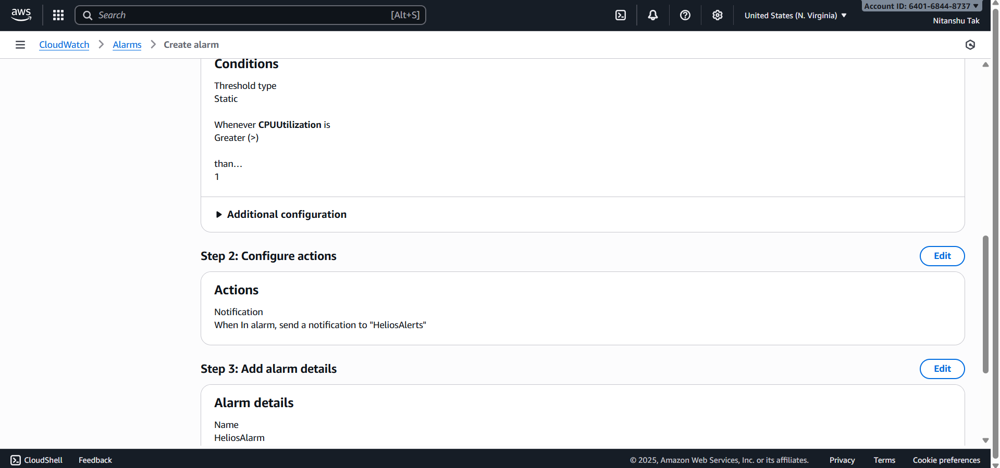 aws
Search
[Alt+S]
United States (N. Virginia)
Account ID: 6401-6844-8737
Nitanshu Tak
CloudWatch
Alarms
Create alarm
Conditions
Threshold type
Static
Whenever CPUUtilization is
Greater (>)
than…
1
Additional configuration
Step 2: Configure actions
Edit
Actions
Notification
When In alarm, send a notification to "HeliosAlerts"
Step 3: Add alarm details
Edit
Alarm details
Name
HeliosAlarm
CloudShell
Feedback
© 2025, Amazon Web Services, Inc. or its affiliates.
Privacy
Terms
Cookie preferences